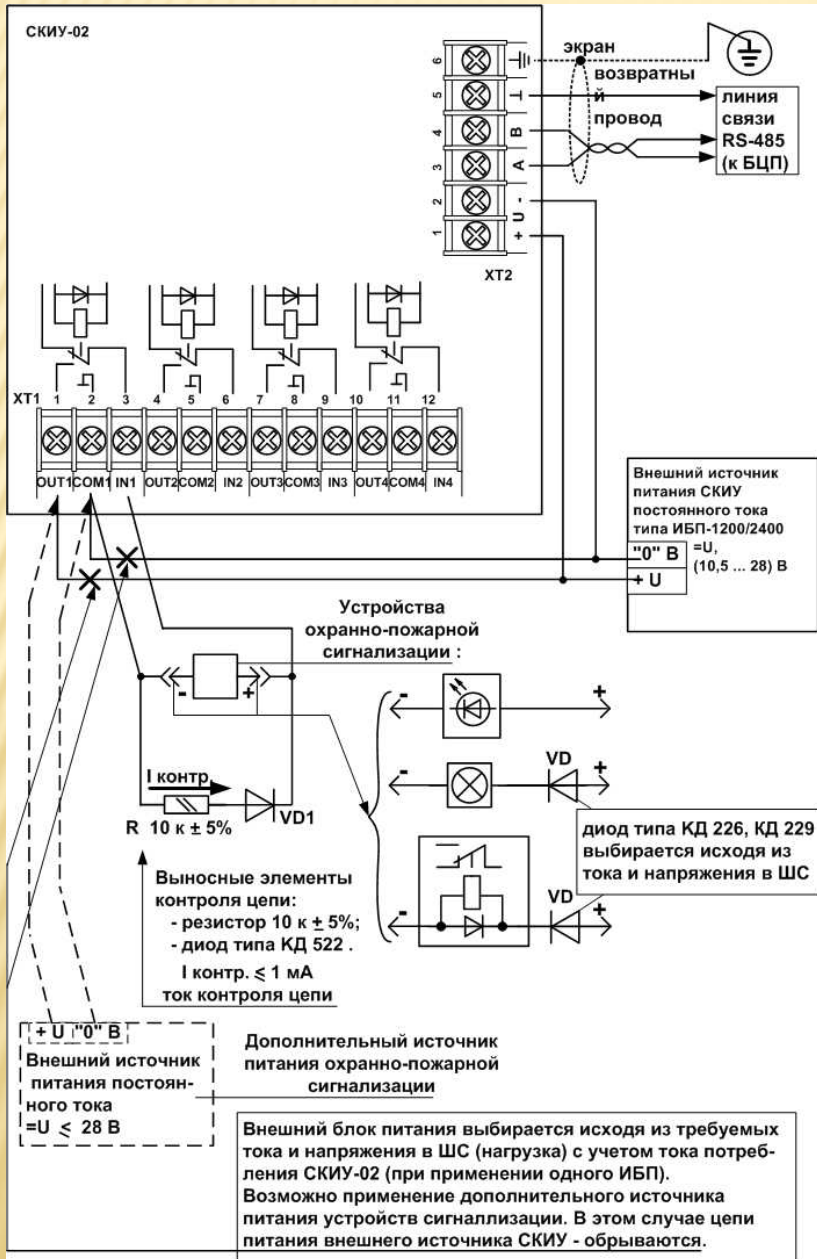 СКИУ-02
экран
возвратны
й
провод
линия
связи
RS-485
(к БЦП)
6
5
4 B
3 A
2 -
U
1 +
XT2
XT1 1 2 3 4 5 6 7 8 9 10 11 12
OUT1 COM1 IN1 OUT2 COM2 IN2 OUT3 COM3 IN3 OUT4 COM4 IN4
Внешний источник
питания СКИУ
постоянного тока
типа ИБП-1200/2400
"0" В =U,
(10,5 ... 28) В
+ U
Устройства
охранно-пожарной
сигнализации :
- +
- +
I контр.
R 10 к ± 5% VD1
- VD +
диод типа КД 226, КД 229
выбирается исходя из
тока и напряжения в ШС
- VD +
Выносные элементы
контроля цепи:
- резистор 10 к ± 5%;
- диод типа КД 522 .
I контр. ⩽ 1 мА
ток контроля цепи
+ U "0" В
Внешний источник
питания постоян-
ного тока
=U ⩽ 28 В
Дополнительный источник
питания охранно-пожарной
сигнализации
Внешний блок питания выбирается исходя из требуемых
тока и напряжения в ШС (нагрузка) с учетом тока потреб-
ления СКИУ-02 (при применении одного ИБП).
Возможно применение дополнительного источника
питания устройств сигналлизации. В этом случае цепи
питания внешнего источника СКИУ - обрываются.